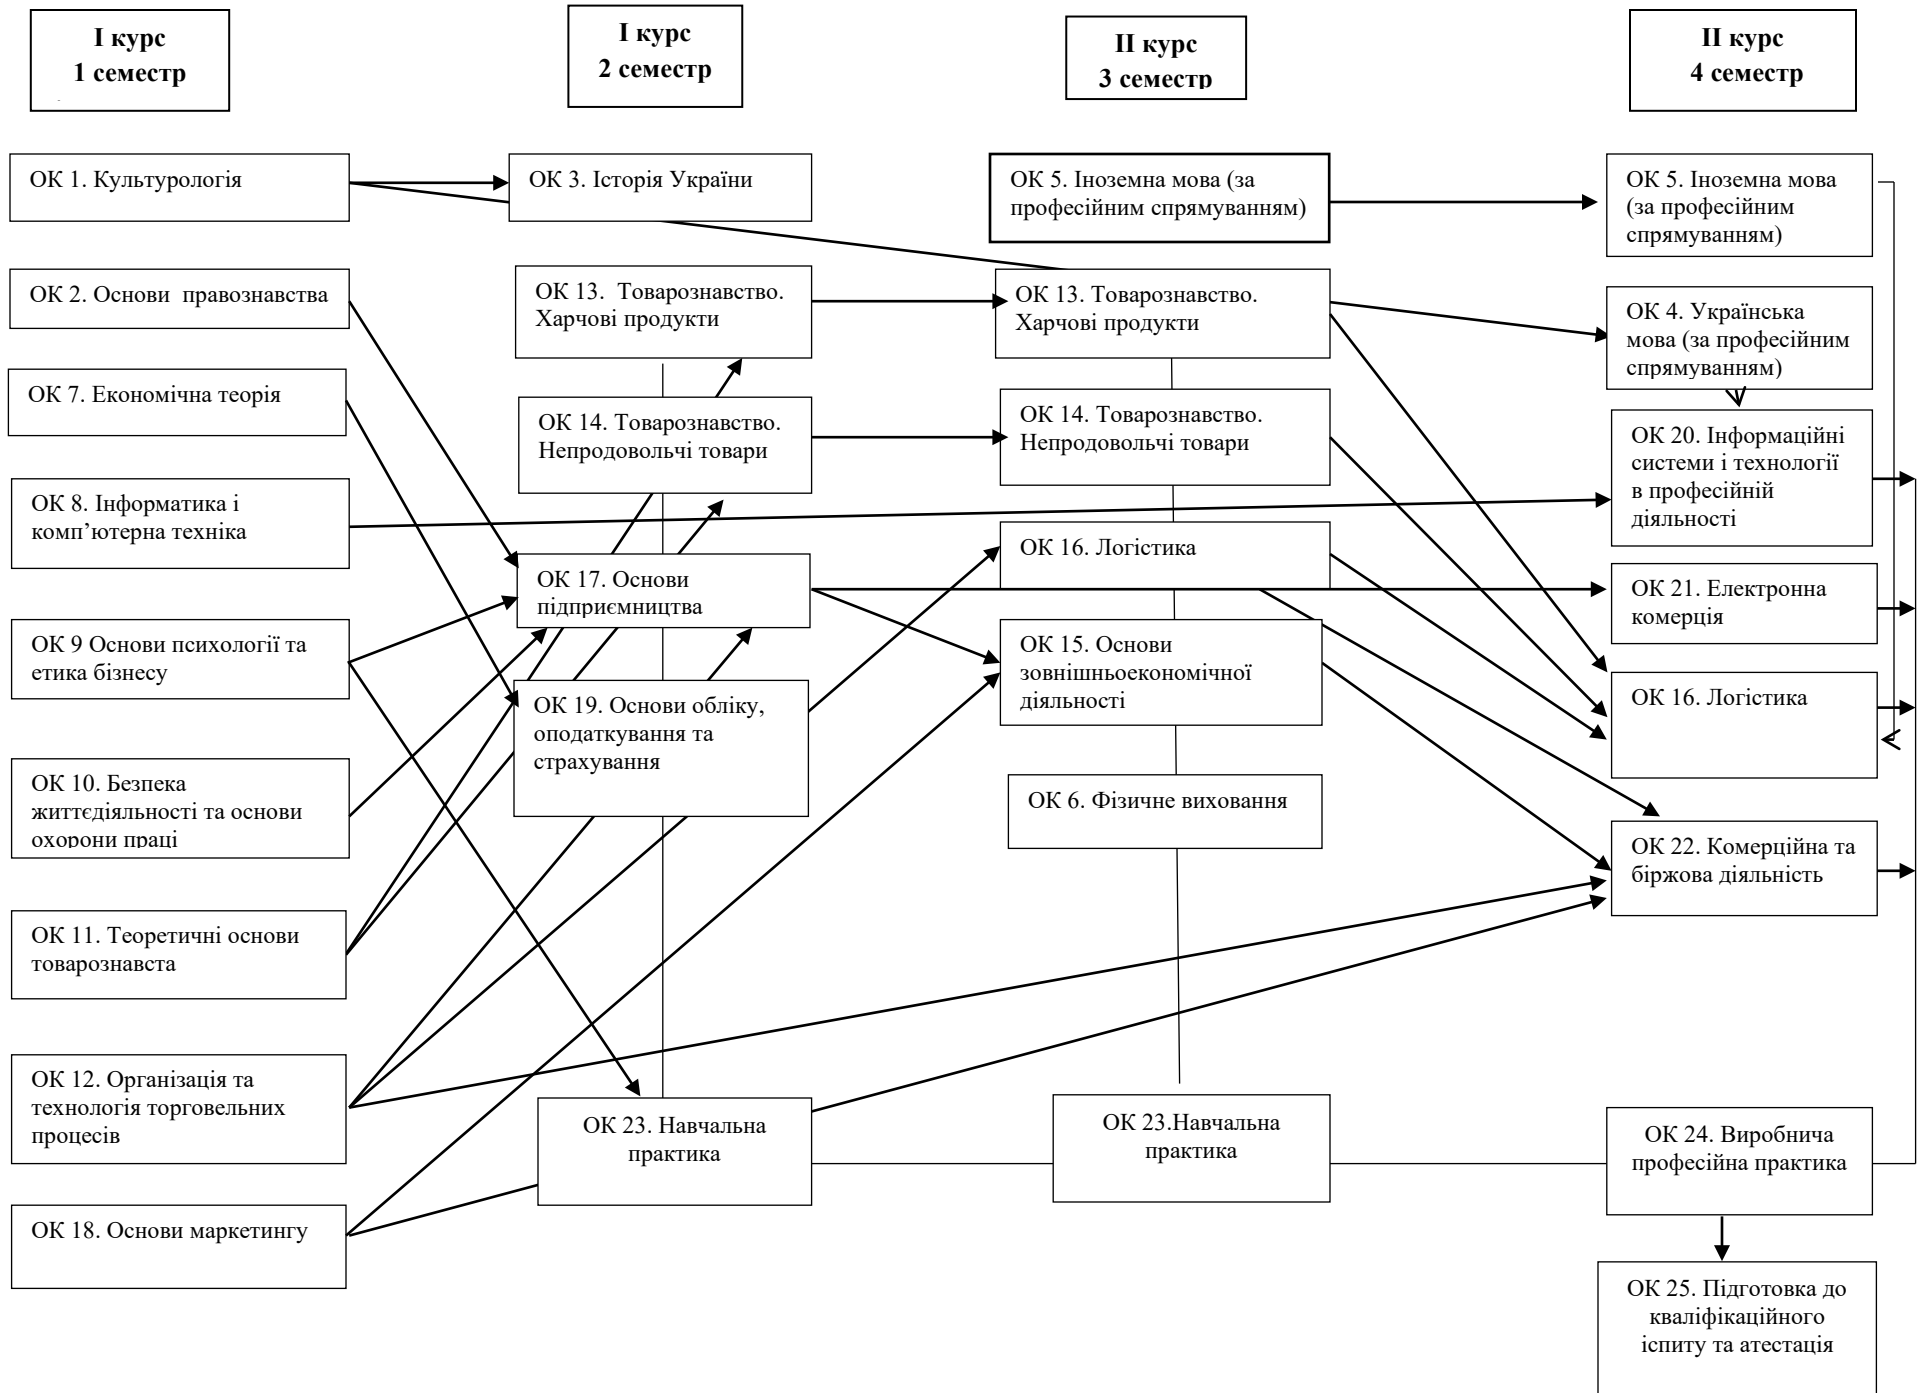 І курс
1 семестр
І курс
2 семестр
ІІ курс
3 семестр
ІІ курс
4 семестр
ОК 1. Культурологія
ОК 2. Основи правознавства
ОК 7. Економічна теорія
ОК 8. Інформатика і
комп’ютерна техніка
ОК 9 Основи психології та
етика бізнесу
ОК 10. Безпека
життєдіяльності та основи
охорони праці
ОК 11. Теоретичні основи
товарознавста
ОК 12. Організація та
технологія торговельних
процесів
ОК 18. Основи маркетингу
ОК 3. Історія України
ОК 13. Товарознавство.
Харчові продукти
ОК 14. Товарознавство.
Непродовольчі товари
ОК 17. Основи
підприємництва
ОК 19. Основи обліку,
оподаткування та
страхування
ОК 23. Навчальна
практика
ОК 5. Іноземна мова (за
професійним спрямуванням)
ОК 13. Товарознавство.
Харчові продукти
ОК 14. Товарознавство.
Непродовольчі товари
ОК 16. Логістика
ОК 15. Основи
зовнішньоекономічної
діяльності
ОК 6. Фізичне виховання
ОК 23.Навчальна
практика
ОК 5. Іноземна мова
(за професійним
спрямуванням)
ОК 4. Українська
мова (за професійним
спрямуванням)
ОК 20. Інформаційні
системи і технології
в професійній
діяльності
ОК 21. Електронна
комерція
ОК 16. Логістика
ОК 22. Комерційна та
біржова діяльність
ОК 24. Виробнича
професійна практика
ОК 25. Підготовка до
кваліфікаційного
іспиту та атестація